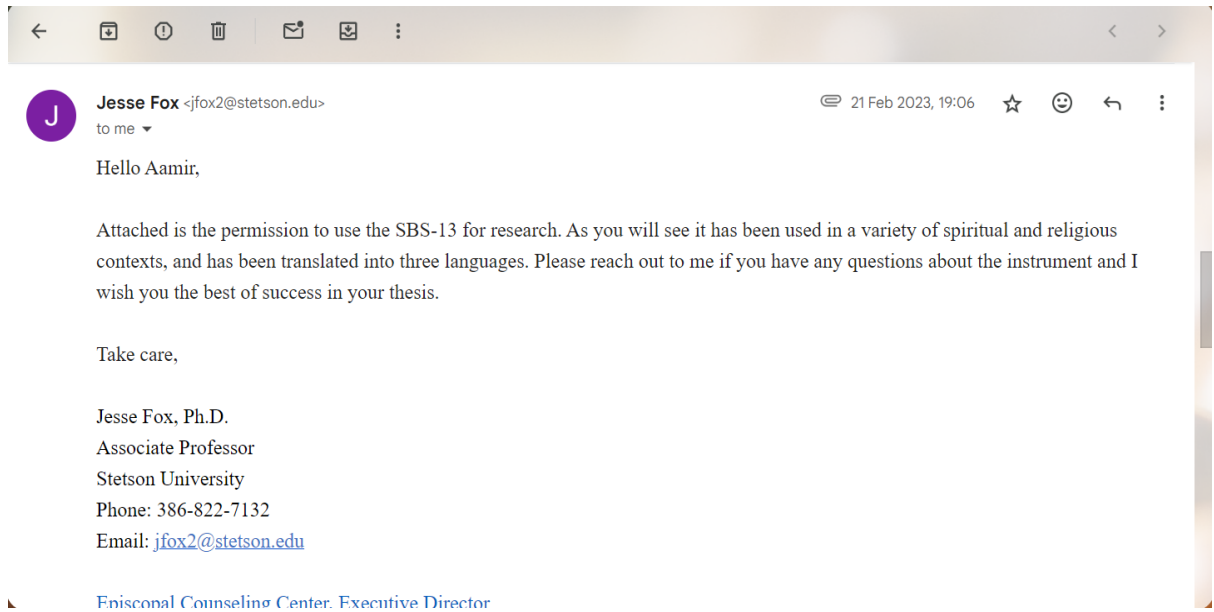 Jesse Fox <jfox2@stetson.edu>
21 Feb 2023, 19:06
to me
J
Hello Aamir,
Attached is the permission to use the SBS-13 for research. As you will see it has been used in a variety of spiritual and religious
contexts, and has been translated into three languages. Please reach out to me if you have any questions about the instrument and I
wish you the best of success in your thesis.
Take care,
Jesse Fox, Ph.D.
Associate Professor
Stetson University
Phone: 386-822-7132
Email: jfox2@stetson.edu
Episcopal Counseling Center, Executive Director